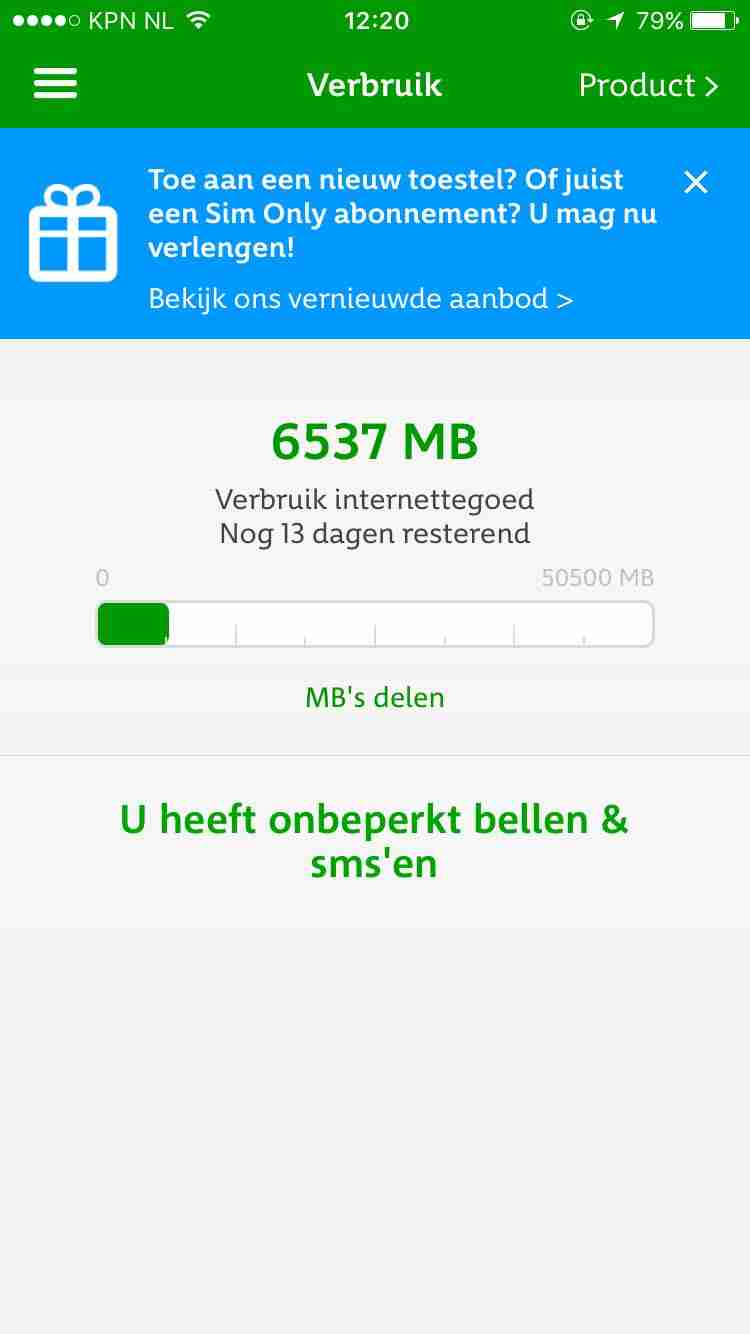 KPN NL 12:20 79%
Verbruik Product >
Toe aan een nieuw toestel? Of juist
een Sim Only abonnement? U mag nu
verlengen!
Bekijk ons vernieuwde aanbod >
6537 MB
Verbruik internettegoed
Nog 13 dagen resterend
0 50500 MB
MB's delen
U heeft onbeperkt bellen &
sms'en